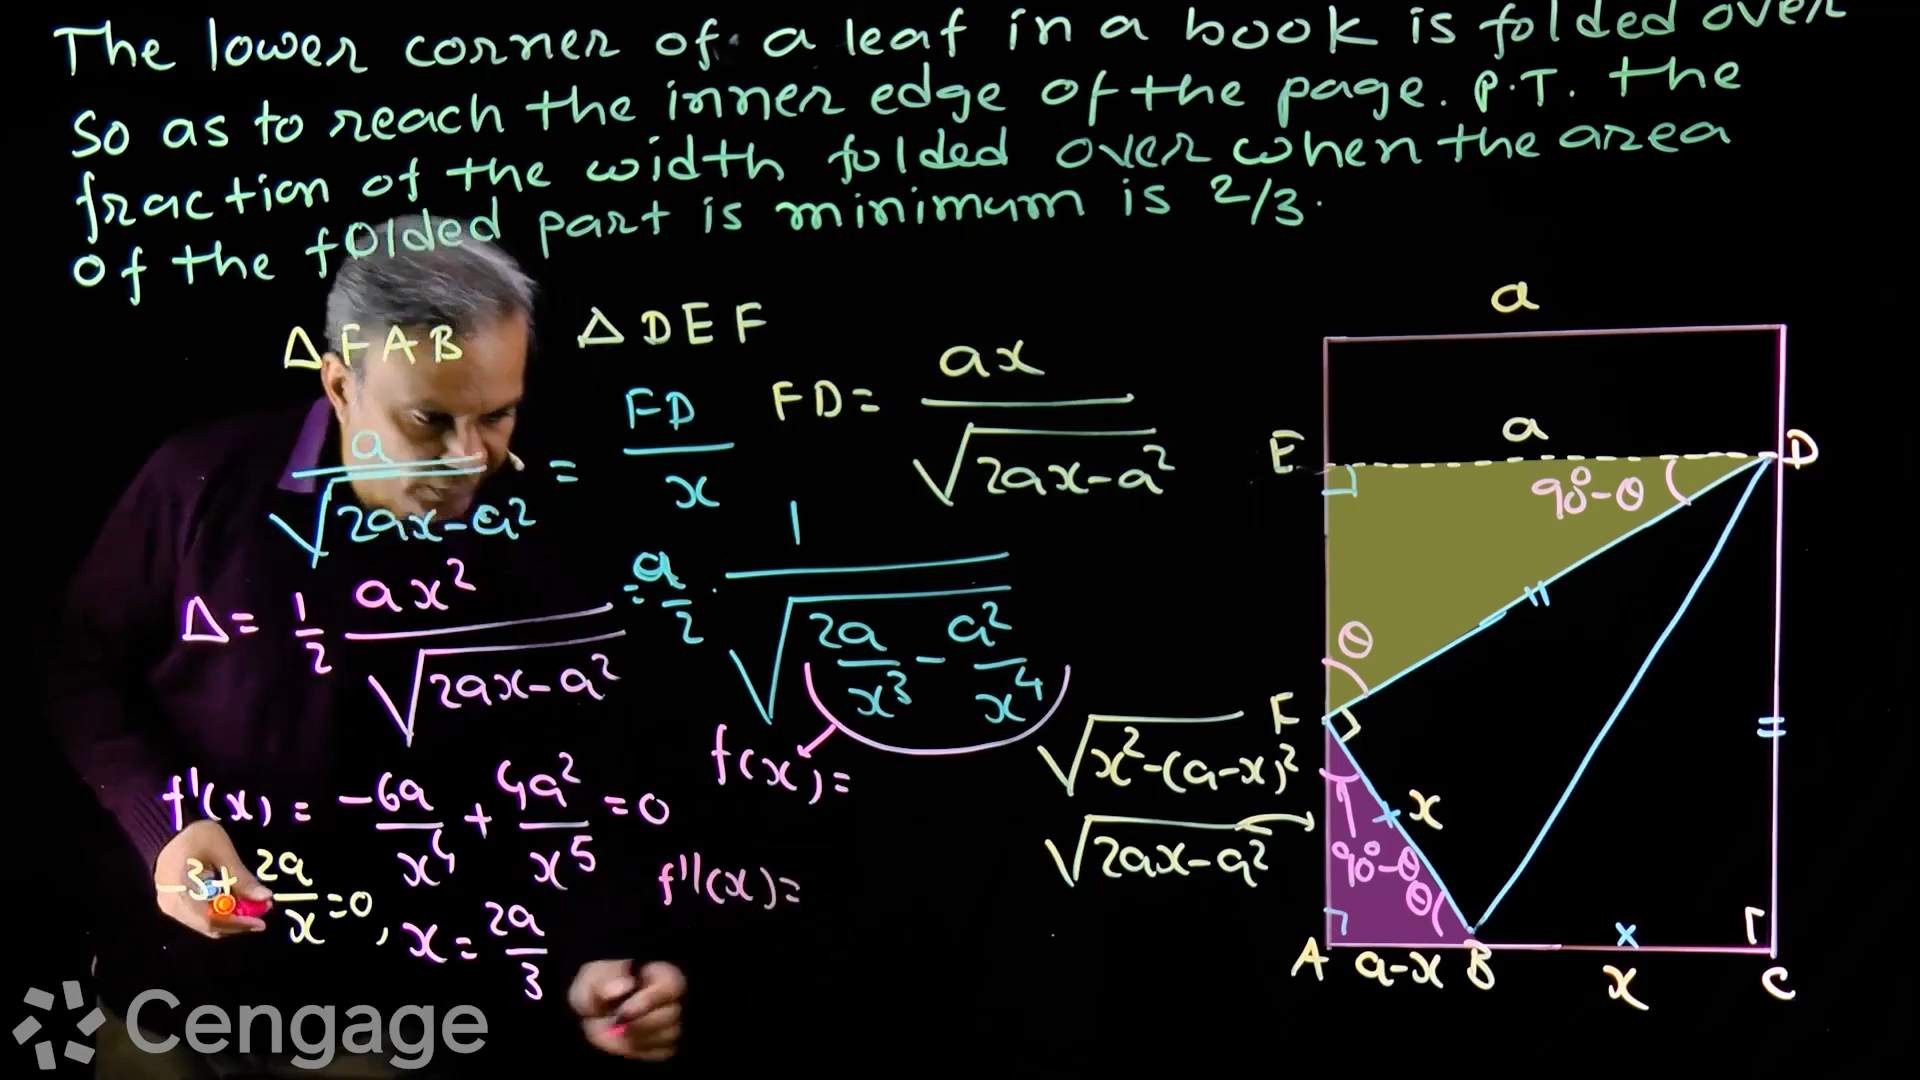 The lower corner of a leaf in a book is folded over
so as to reach the inner edge of the page. P.T. the
fraction of the width folded over when the area
of the folded part is minimum is 2/3.
Δ FAB
Δ DEF
a/√(2ax-a²) = FD/x
FD = ax/√(2ax-a²)
Δ = 1/2 ax²/√(2ax-a²) = a/2 · 1/√(2a/x³ - a²/x⁴)
f(x) =
f'(x) = -6a/x⁴ + 4a²/x⁵ = 0
-3 + 2a/x = 0, x = 2a/3
f''(x) =
√(x²-(a-x)²)
√(2ax-a²)
a
E a D
90°-θ
θ
F
x
90°-θ
θ
A a-x B x C
Cengage